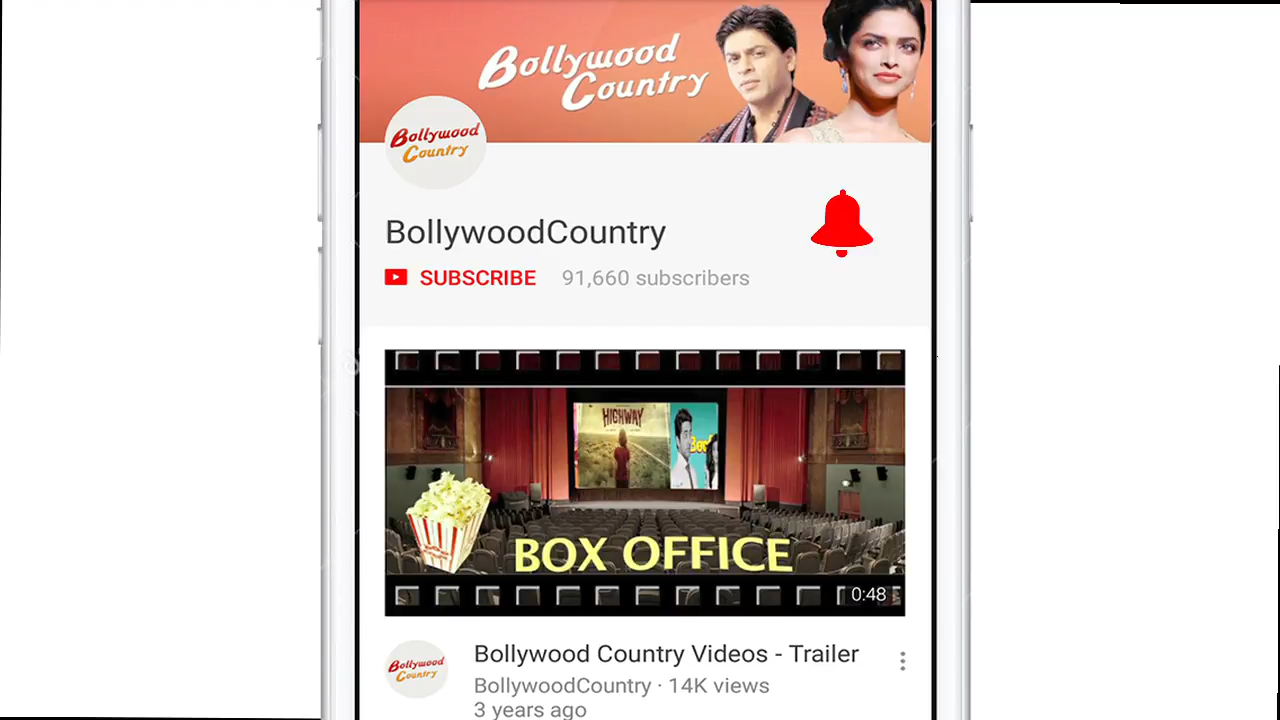 Bollywood
Country
Bollywood
Country
BollywoodCountry
SUBSCRIBE 91,660 subscribers
HIGHWAY
BOX OFFICE
0:48
Bollywood Country Videos - Trailer
Bollywood
Country
BollywoodCountry · 14K views
3 years ago